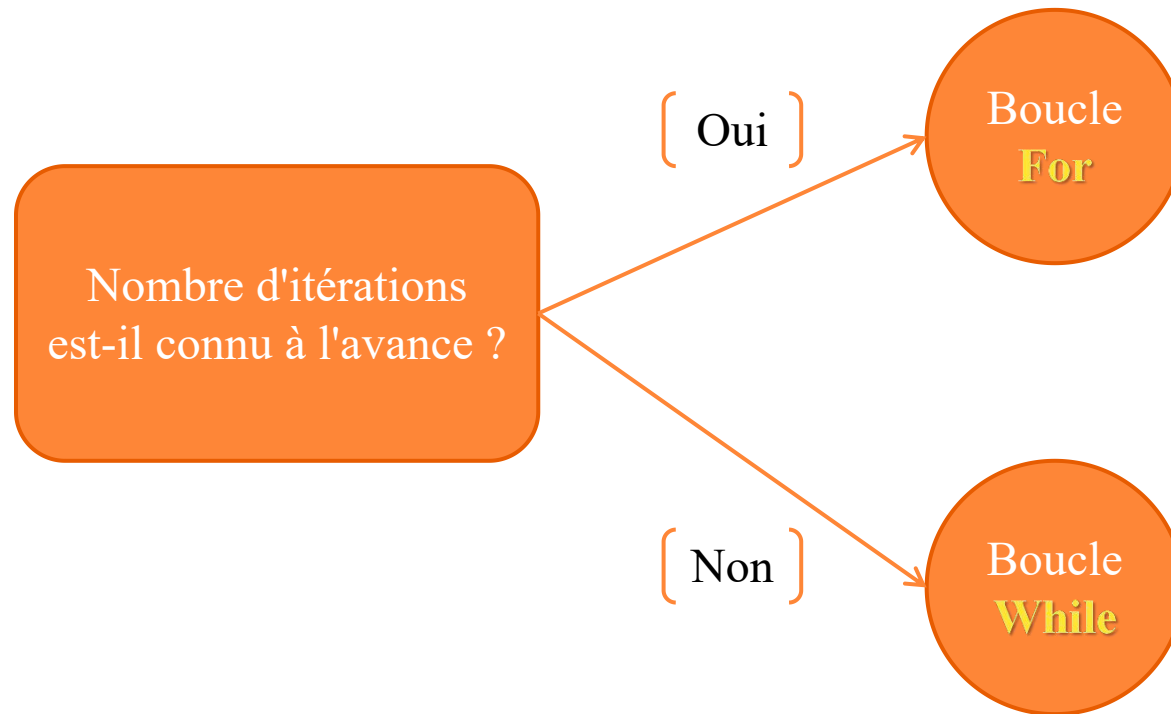 Nombre d'itérations
est-il connu à l'avance ?
Oui
Boucle
For
Non
Boucle
While